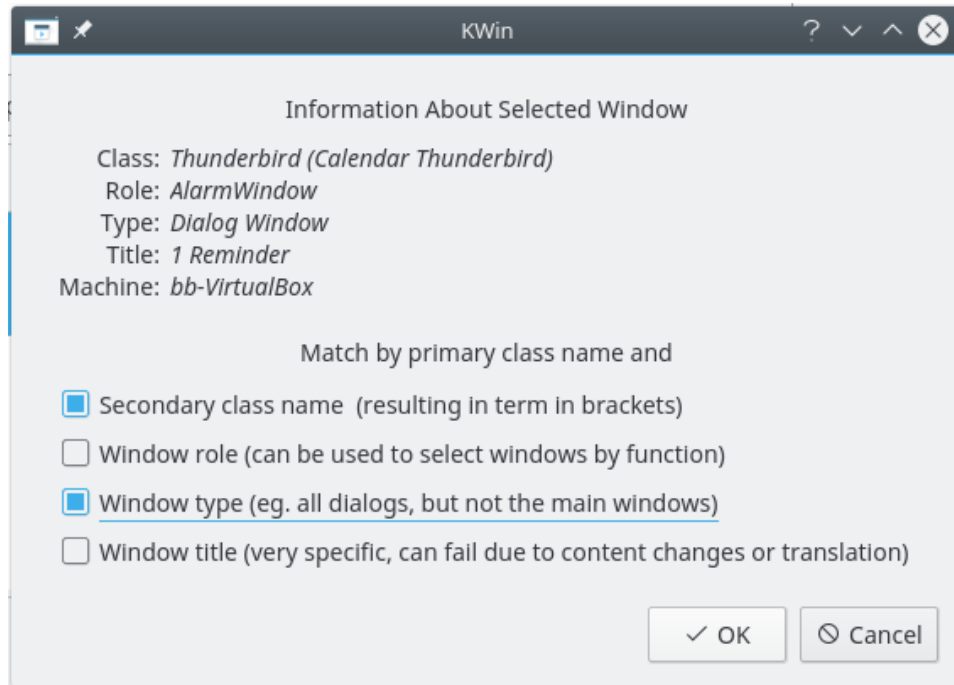 KWin
Information About Selected Window
Class: Thunderbird (Calendar Thunderbird)
Role: AlarmWindow
Type: Dialog Window
Title: 1 Reminder
Machine: bb-VirtualBox
Match by primary class name and
Secondary class name  (resulting in term in brackets)
Window role (can be used to select windows by function)
Window type (eg. all dialogs, but not the main windows)
Window title (very specific, can fail due to content changes or translation)
OK Cancel